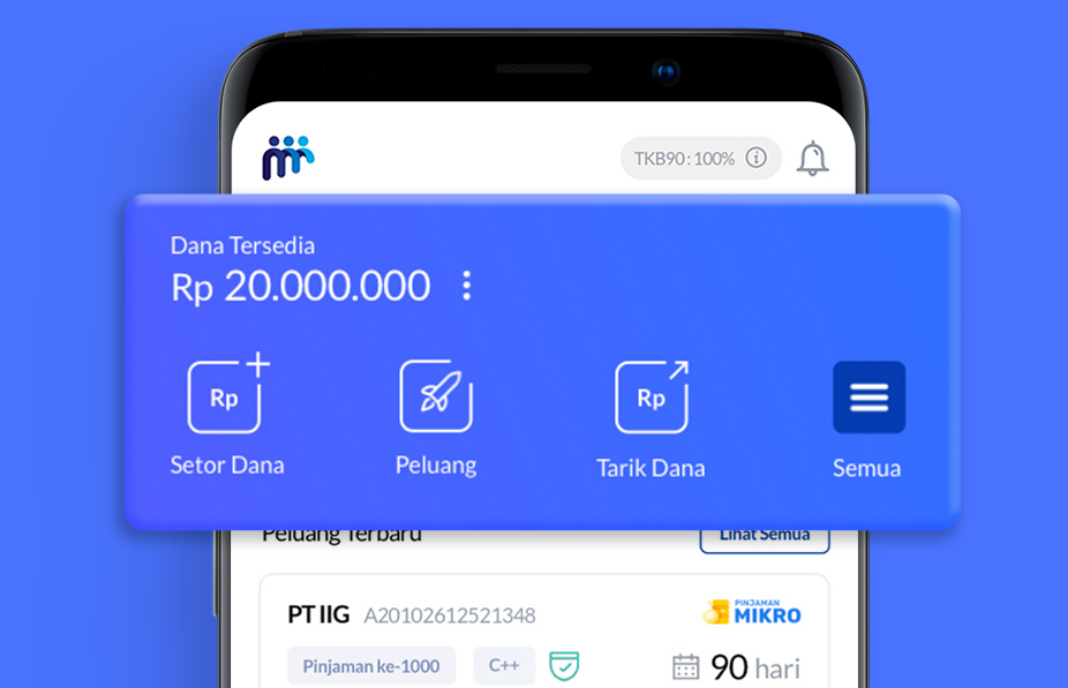 TKB90 : 100%
Dana Tersedia
Rp 20.000.000
Rp
Rp
Setor Dana
Peluang
Tarik Dana
Semua
Peluang Terbaru
Lihat Semua
PT IIG A20102612521348
PINJAMAN
MIKRO
Pinjaman ke-1000 C++
90 hari